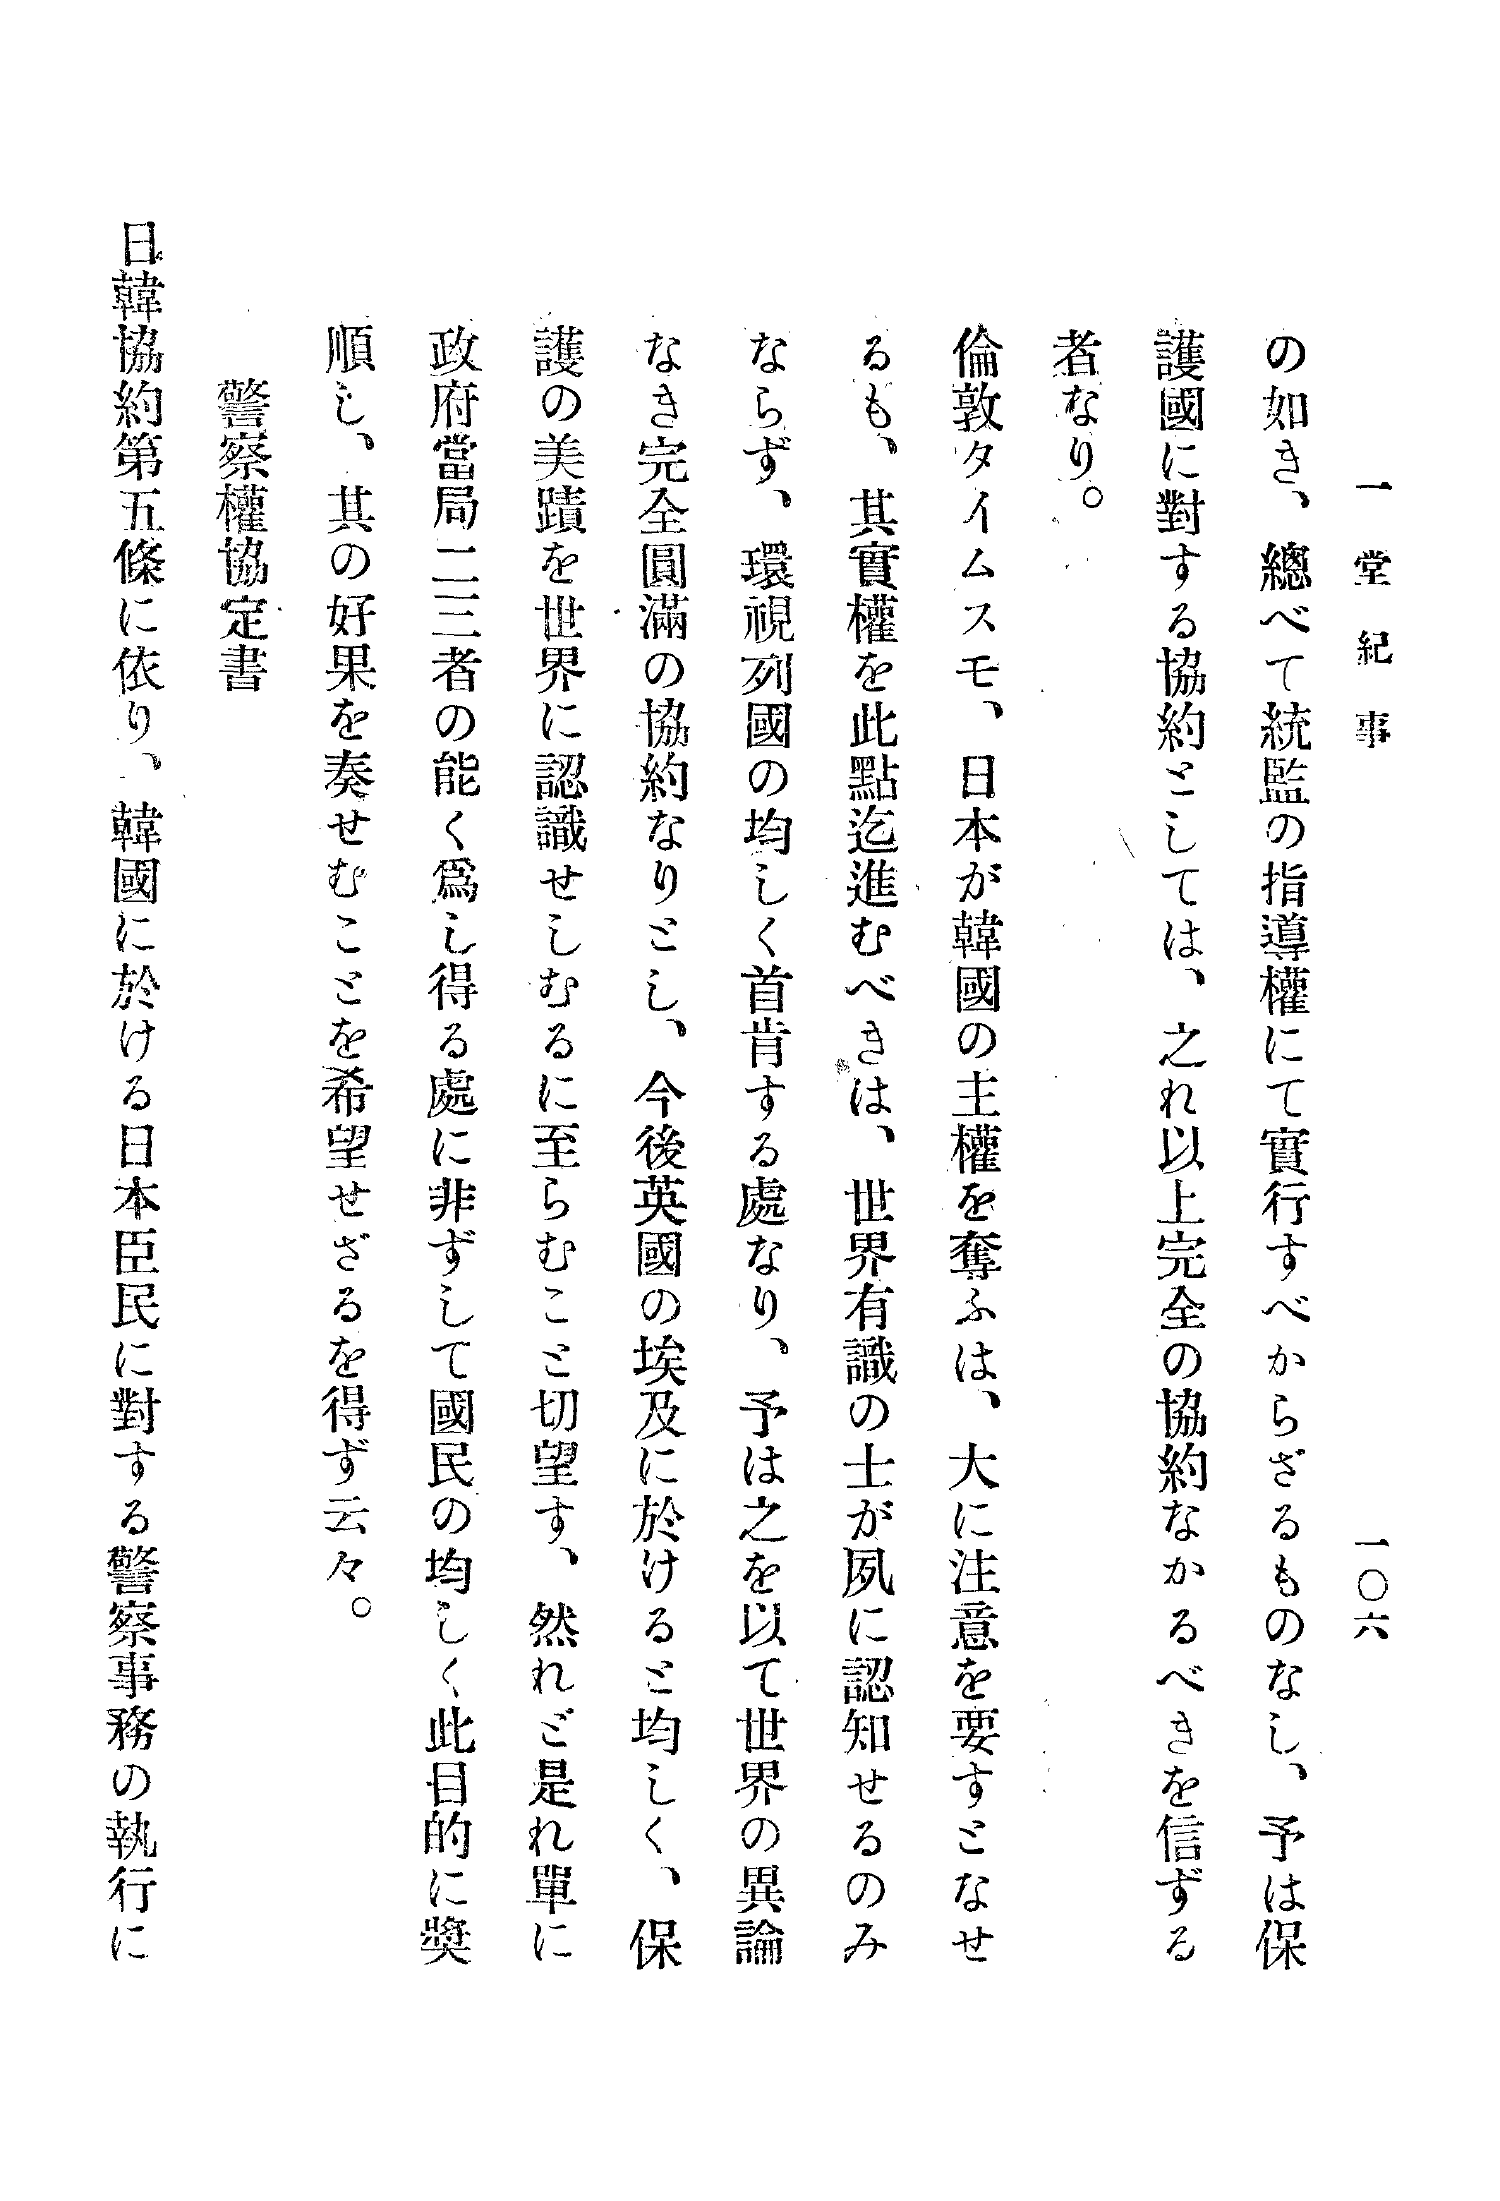 一堂紀事 一〇六
の如き、總べて統監の指導權にて實行すべからざるものなし、予は保
護國に對する協約としては、之れ以上完全の協約なかるべきを信ずる
者なり。
倫敦タイムスモ、日本が韓國の主權を奪ふは、大に注意を要すとなせ
るも、其實權を此點迄進むべきは、世界有識の士が夙に認知せるのみ
ならず、環視列國の均しく首肯する處なり、予は之を以て世界の異論
なき完全圓滿の協約なりとし、今後英國の埃及に於けると均しく、保
護の美蹟を世界に認識せしむるに至らむこと切望す、然れど是れ單に
政府當局二三者の能く爲し得る處に非ずして國民の均しく此目的に奬
順し、其の好果を奏せむことを希望せざるを得ず云々。
警察權協定書
日韓協約第五條に依り、韓國に於ける日本臣民に對する警察事務の執行に